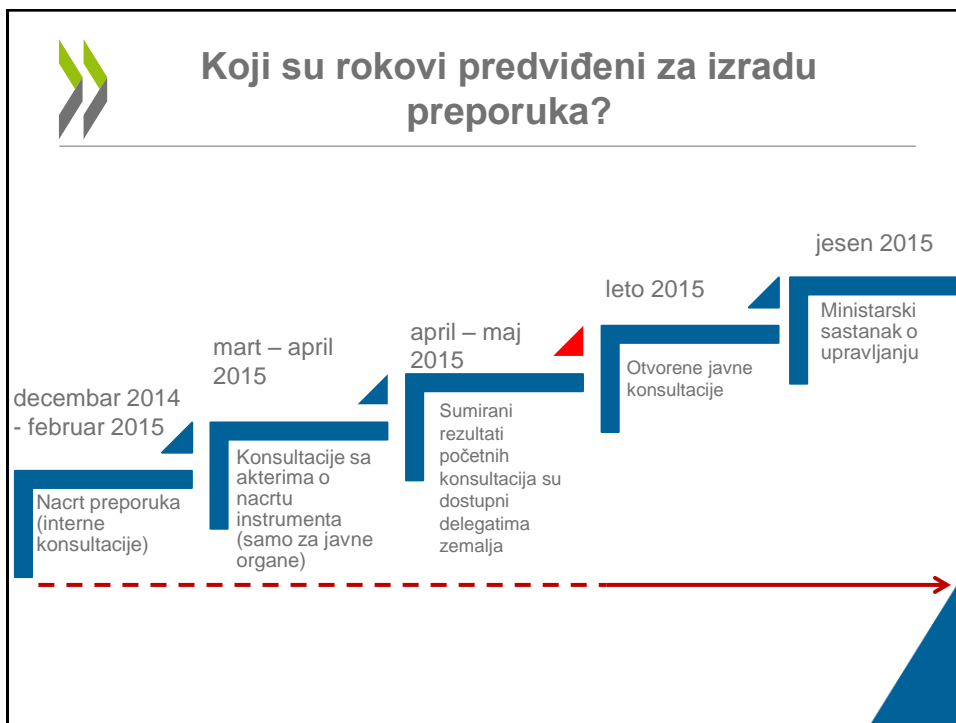 Koji su rokovi predviđeni za izradu
preporuka?
decembar 2014
- februar 2015
Nacrt preporuka
(interne
konsultacije)
mart – april
2015
Konsultacije sa
akterima o
nacrtu
instrumenta
(samo za javne
organe)
april – maj
2015
Sumirani
rezultati
početnih
konsultacija su
dostupni
delegatima
zemalja
leto 2015
Otvorene javne
konsultacije
jesen 2015
Ministarski
sastanak o
upravljanju